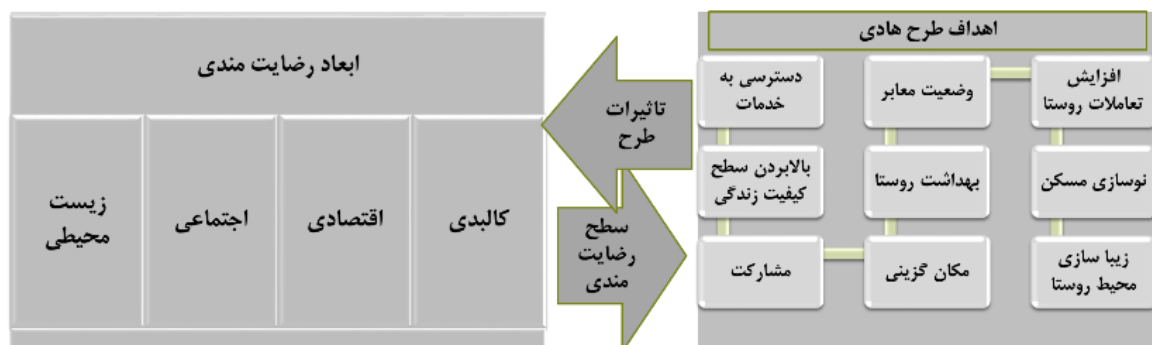 اهداف طرح هادی
افزایش
تعاملات روستا
وضعیت معابر
دسترسی به
خدمات
نوسازی مسکن
بهداشت روستا
بالابردن سطح
کیفیت زندگی
زیبا سازی
محیط روستا
مکان گزینی
مشارکت
تاثیرات
طرح
سطح
رضایت
مندی
ابعاد رضایت مندی
کالبدی
اقتصادی
اجتماعی
زیست
محیطی